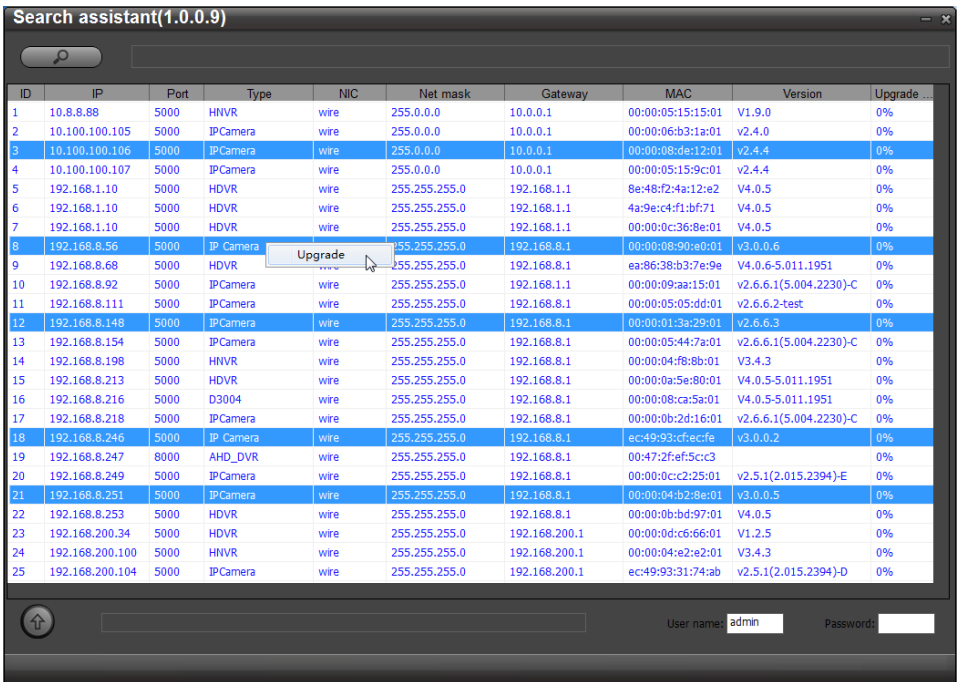 Search assistant(1.0.0.9)
ID IP Port Type NIC Net mask Gateway MAC Version Upgrade ...
1 10.8.8.88 5000 HNVR wire 255.0.0.0 10.0.0.1 00:00:05:15:15:01 V1.9.0 0%
2 10.100.100.105 5000 IPCamera wire 255.0.0.0 10.0.0.1 00:00:06:b3:1a:01 v2.4.0 0%
3 10.100.100.106 5000 IPCamera wire 255.0.0.0 10.0.0.1 00:00:08:de:12:01 v2.4.4 0%
4 10.100.100.107 5000 IPCamera wire 255.0.0.0 10.0.0.1 00:00:05:15:9c:01 v2.4.4 0%
5 192.168.1.10 5000 HDVR wire 255.255.255.0 192.168.1.1 8e:48:f2:4a:12:e2 V4.0.5 0%
6 192.168.1.10 5000 HDVR wire 255.255.255.0 192.168.1.1 4a:9e:c4:f1:bf:71 V4.0.5 0%
7 192.168.1.10 5000 HDVR wire 255.255.255.0 192.168.1.1 00:00:0c:36:8e:01 V4.0.5 0%
8 192.168.8.56 5000 IP Camera 255.255.255.0 192.168.8.1 00:00:08:90:e0:01 v3.0.0.6 0%
Upgrade
9 192.168.8.68 5000 HDVR wire 255.255.255.0 192.168.8.1 ea:86:38:b3:7e:9e V4.0.6-5.011.1951 0%
10 192.168.8.92 5000 IPCamera wire 255.255.255.0 192.168.1.1 00:00:09:aa:15:01 v2.6.6.1(5.004.2230)-C 0%
11 192.168.8.111 5000 IPCamera wire 255.255.255.0 192.168.8.1 00:00:05:05:dd:01 v2.6.6.2-test 0%
12 192.168.8.148 5000 IPCamera wire 255.255.255.0 192.168.8.1 00:00:01:3a:29:01 v2.6.6.3 0%
13 192.168.8.154 5000 IPCamera wire 255.255.255.0 192.168.8.1 00:00:05:44:7a:01 v2.6.6.1(5.004.2230)-C 0%
14 192.168.8.198 5000 HNVR wire 255.255.255.0 192.168.8.1 00:00:04:f8:8b:01 V3.4.3 0%
15 192.168.8.213 5000 HDVR wire 255.255.255.0 192.168.8.1 00:00:0a:5e:80:01 V4.0.5-5.011.1951 0%
16 192.168.8.216 5000 D3004 wire 255.255.255.0 192.168.8.1 00:00:08:ca:5a:01 V4.0.5-5.011.1951 0%
17 192.168.8.218 5000 IPCamera wire 255.255.255.0 192.168.8.1 00:00:0b:2d:16:01 v2.6.6.1(5.004.2230)-C 0%
18 192.168.8.246 5000 IP Camera wire 255.255.255.0 192.168.8.1 ec:49:93:cf:ec:fe v3.0.0.2 0%
19 192.168.8.247 8000 AHD_DVR wire 255.255.255.0 192.168.8.1 00:47:2f:ef:5c:c3 0%
20 192.168.8.249 5000 IPCamera wire 255.255.255.0 192.168.8.1 00:00:0c:c2:25:01 v2.5.1(2.015.2394)-E 0%
21 192.168.8.251 5000 IPCamera wire 255.255.255.0 192.168.8.1 00:00:04:b2:8e:01 v3.0.0.5 0%
22 192.168.8.253 5000 HDVR wire 255.255.255.0 192.168.8.1 00:00:0b:bd:97:01 V4.0.5 0%
23 192.168.200.34 5000 HDVR wire 255.255.255.0 192.168.200.1 00:00:0d:c6:66:01 V1.2.5 0%
24 192.168.200.100 5000 HNVR wire 255.255.255.0 192.168.200.1 00:00:04:e2:e2:01 V3.4.3 0%
25 192.168.200.104 5000 IPCamera wire 255.255.255.0 192.168.200.1 ec:49:93:31:74:ab v2.5.1(2.015.2394)-D 0%
User name: admin Password: